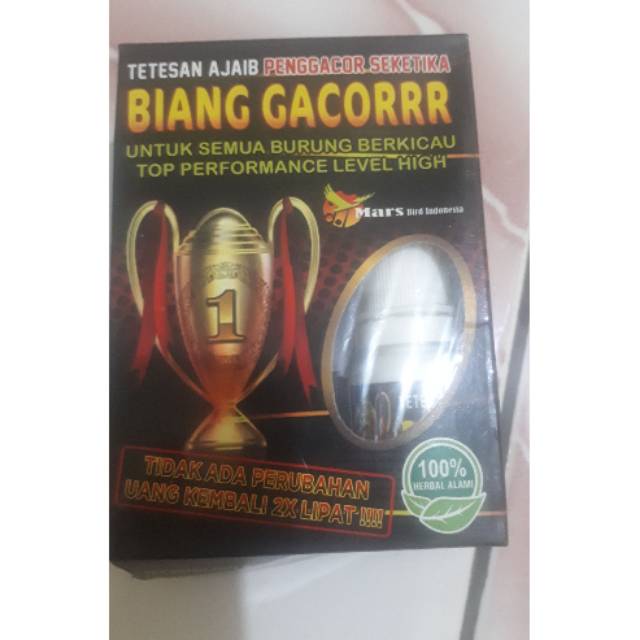 TETESAN AJAIB PENGGACOR SEKETIKA
BIANG GACORRR
UNTUK SEMUA BURUNG BERKICAU
TOP PERFORMANCE LEVEL HIGH
Mars Bird Indonesia
1
TIDAK ADA PERUBAHAN
UANG KEMBALI 2X LIPAT !!!!
100%
HERBAL ALAMI